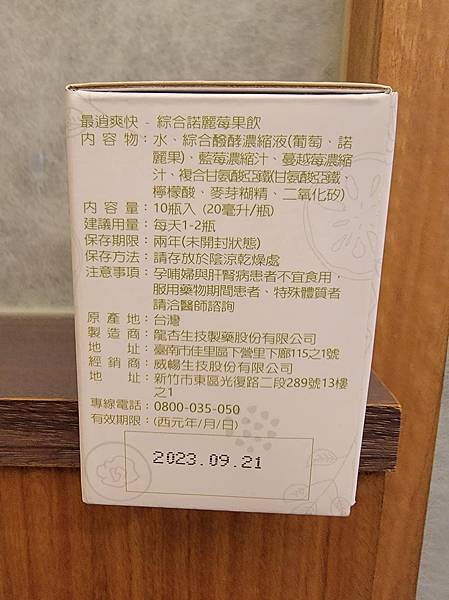 最逍爽快 - 綜合諾麗莓果飲
內 容 物：水、綜合醱酵濃縮液(葡萄、諾
麗果)、藍莓濃縮汁、蔓越莓濃縮
汁、複合甘氨酸亞鐵(甘氨酸亞鐵、
檸檬酸、麥芽糊精、二氧化矽)
內 容 量：10瓶入 (20毫升/瓶)
建議用量：每天1-2瓶
保存期限：兩年(未開封狀態)
保存方法：請存放於陰涼乾燥處
注意事項：孕哺婦與肝腎病患者不宜食用，
服用藥物期間患者、特殊體質者
請洽醫師諮詢
原 產 地：台灣
製 造 商：龍杏生技製藥股份有限公司
地　　址：臺南市佳里區下營里下廍115之1號
經 銷 商：威暢生技股份有限公司
地　　址：新竹市東區光復路二段289號13樓
之1
專線電話：0800-035-050
有效期限：(西元年/月/日)
2023.09.21